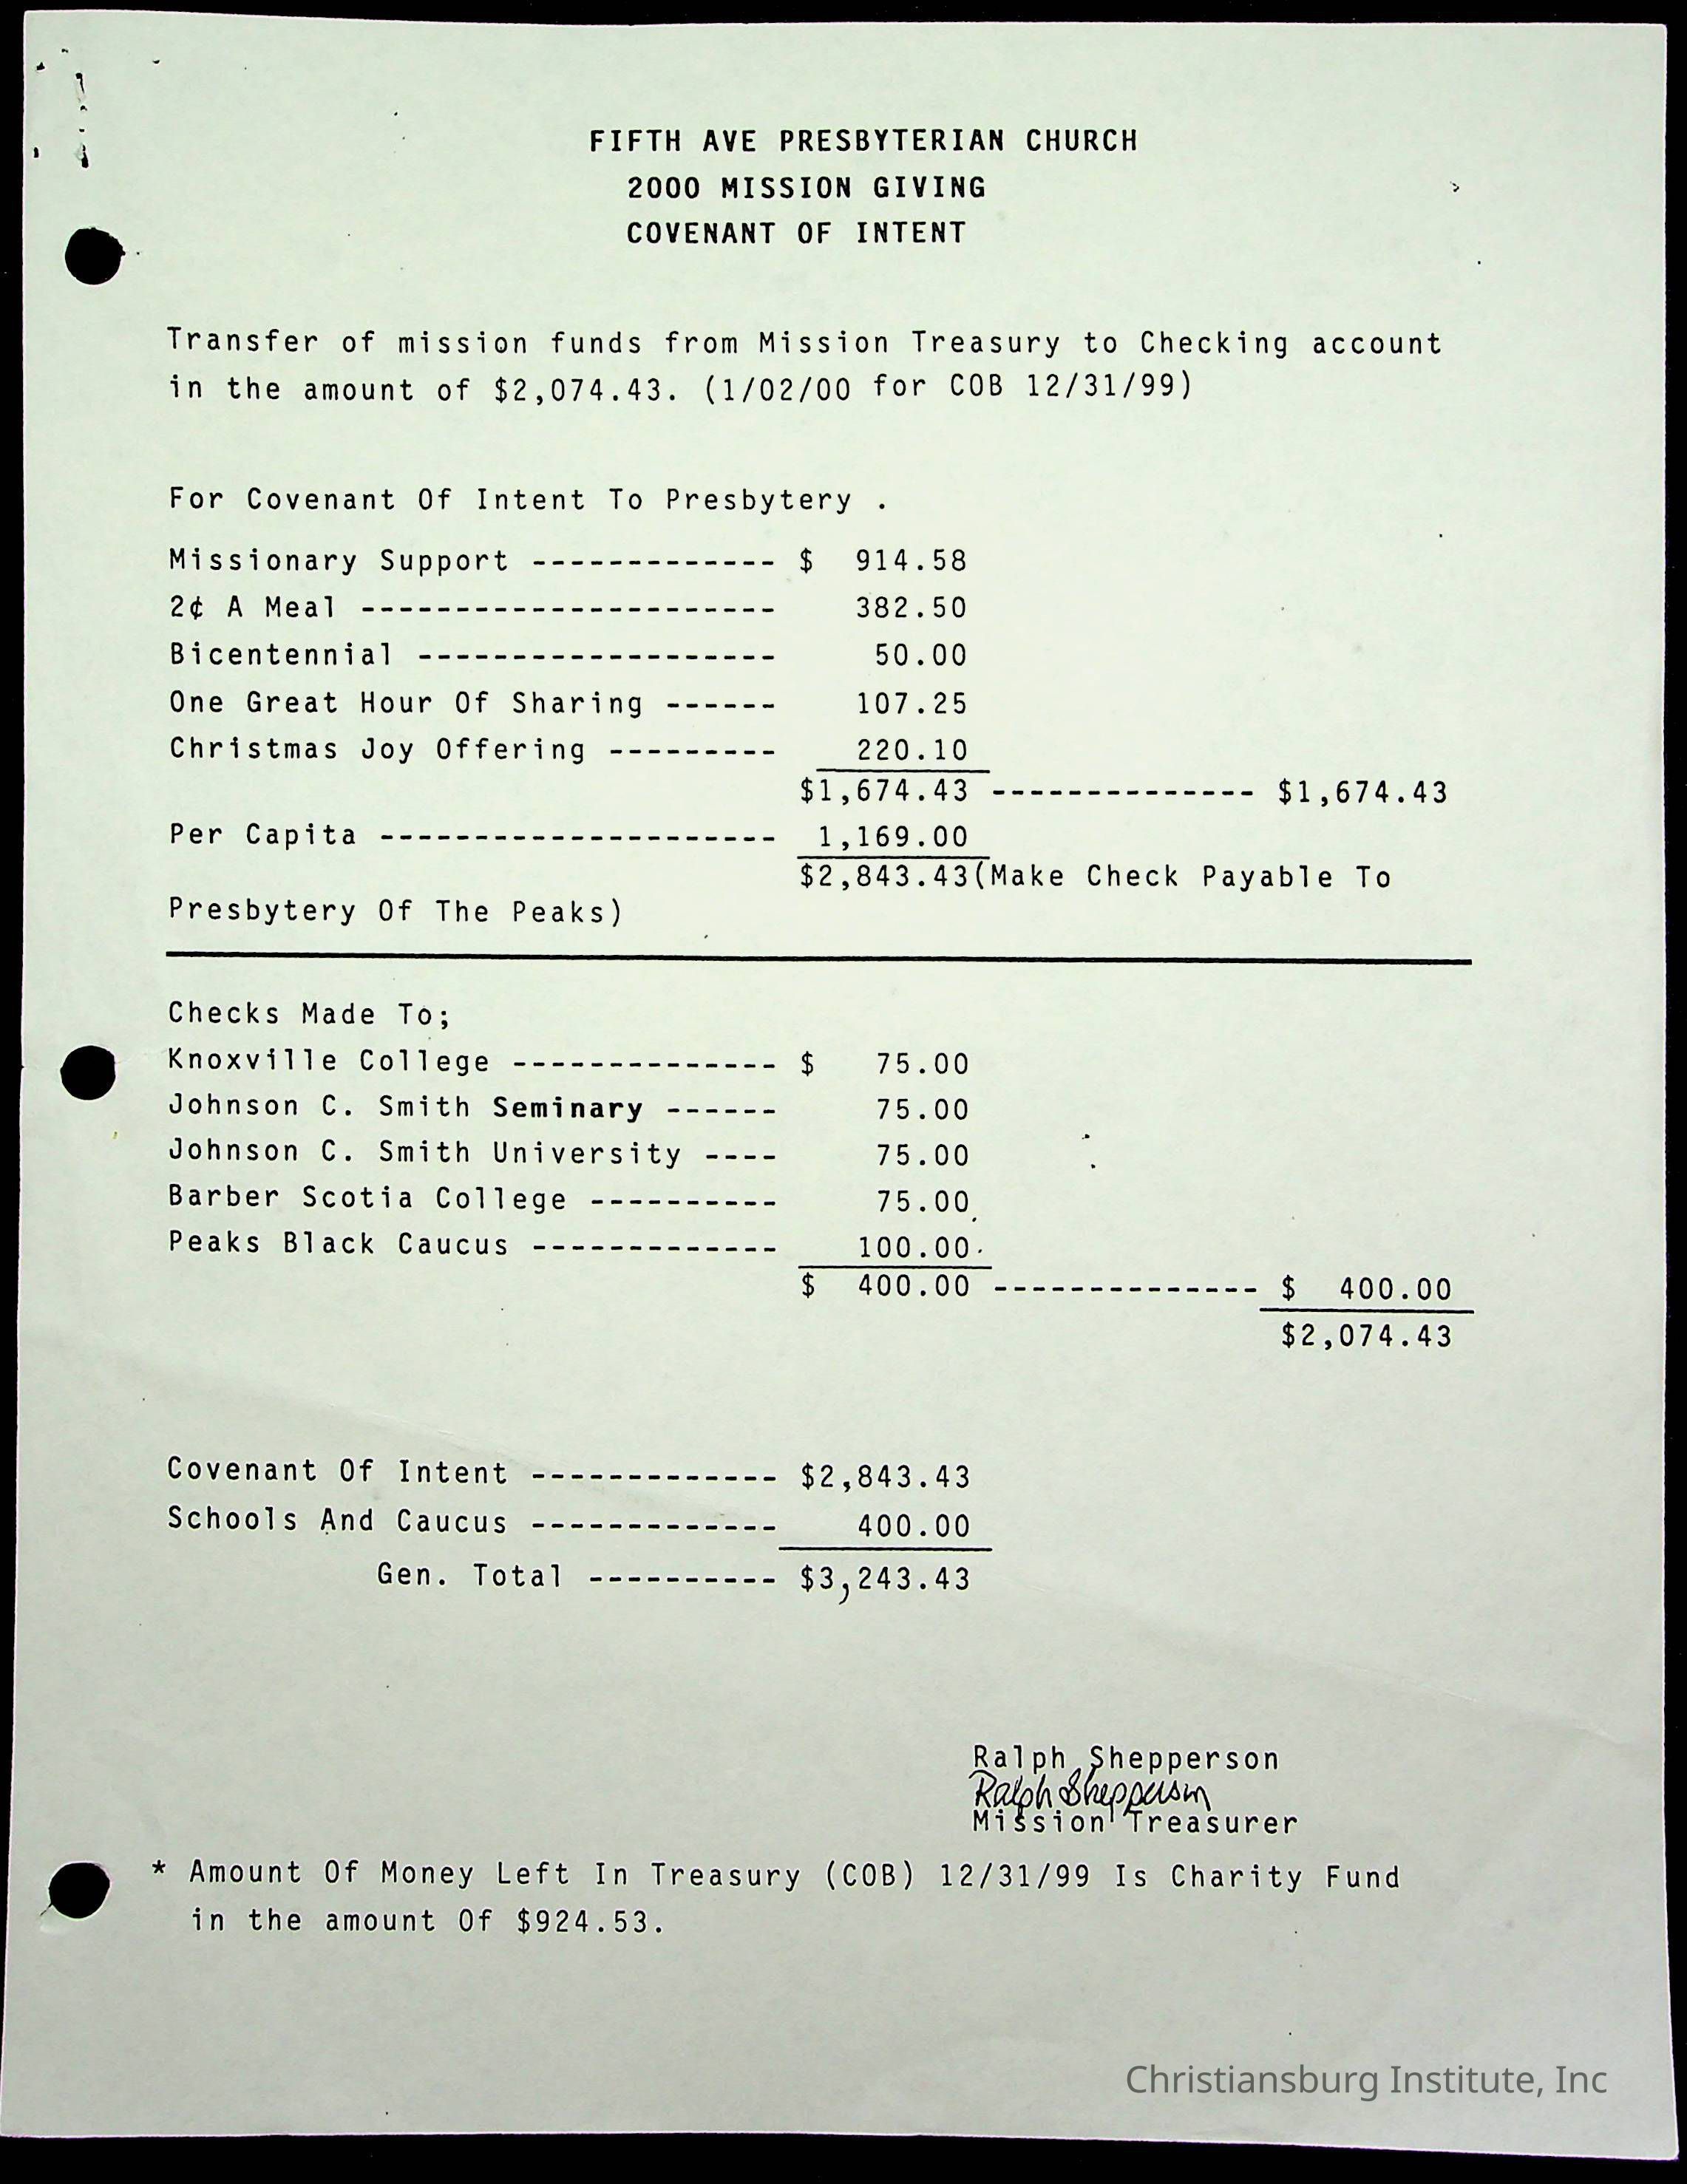 FIFTH AVE PRESBYTERIAN CHURCH
2000 MISSION GIVING
COVENANT OF INTENT
Transfer of mission funds from Mission Treasury to Checking account
in the amount of $2,074.43. (1/02/00 for COB 12/31/99)
For Covenant Of Intent To Presbytery .
Missionary Support ------------- $ 914.58
2¢ A Meal ---------------------- 382.50
Bicentennial ------------------- 50.00
One Great Hour Of Sharing ------ 107.25
Christmas Joy Offering --------- 220.10
$1,674.43 -------------- $1,674.43
Per Capita --------------------- 1,169.00
$2,843.43(Make Check Payable To
Presbytery Of The Peaks)
Checks Made To;
Knoxville College -------------- $ 75.00
Johnson C. Smith Seminary ------ 75.00
Johnson C. Smith University ---- 75.00
Barber Scotia College ---------- 75.00
Peaks Black Caucus ------------- 100.00
$ 400.00 -------------- $ 400.00
$2,074.43
Covenant Of Intent ------------- $2,843.43
Schools And Caucus ------------- 400.00
Gen. Total ---------- $3,243.43
Ralph Shepperson
Ralph Shepperson
Mission Treasurer
* Amount Of Money Left In Treasury (COB) 12/31/99 Is Charity Fund
in the amount Of $924.53.
Christiansburg Institute, Inc